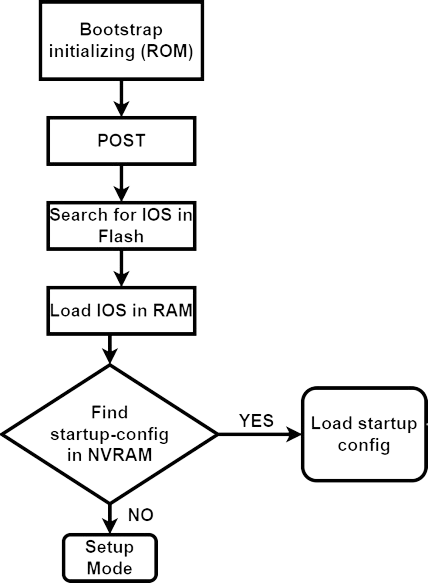 Bootstrap
initializing (ROM)
POST
Search for IOS in
Flash
Load IOS in RAM
Find
startup-config
in NVRAM
YES
Load startup
config
NO
Setup
Mode